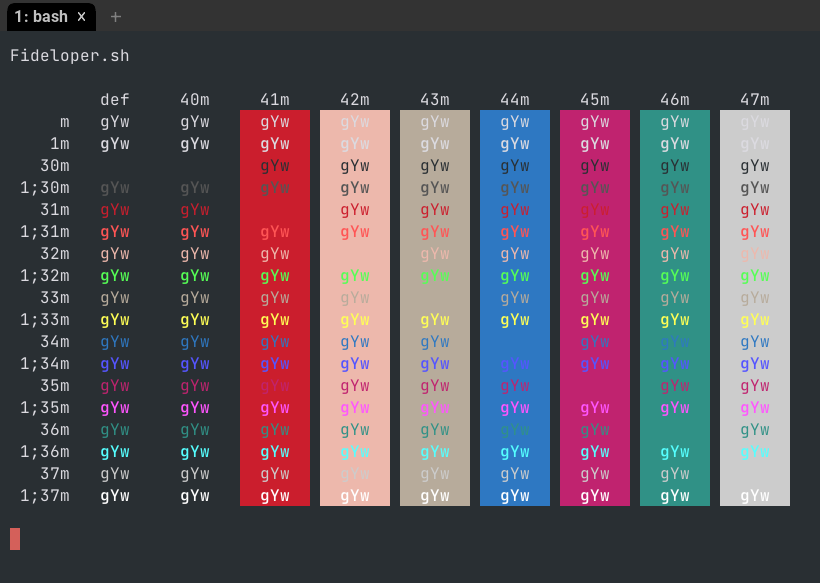 1: bash x +
Fideloper.sh
def 40m 41m 42m 43m 44m 45m 46m 47m
m gYw gYw gYw gYw gYw gYw gYw gYw gYw
1m gYw gYw gYw gYw gYw gYw gYw gYw gYw
30m gYw gYw gYw gYw gYw gYw gYw
1;30m gYw gYw gYw gYw gYw gYw gYw gYw gYw
31m gYw gYw gYw gYw gYw gYw gYw gYw
1;31m gYw gYw gYw gYw gYw gYw gYw gYw gYw
32m gYw gYw gYw gYw gYw gYw gYw gYw
1;32m gYw gYw gYw gYw gYw gYw gYw gYw gYw
33m gYw gYw gYw gYw gYw gYw gYw gYw
1;33m gYw gYw gYw gYw gYw gYw gYw gYw gYw
34m gYw gYw gYw gYw gYw gYw gYw gYw
1;34m gYw gYw gYw gYw gYw gYw gYw gYw gYw
35m gYw gYw gYw gYw gYw gYw gYw gYw
1;35m gYw gYw gYw gYw gYw gYw gYw gYw gYw
36m gYw gYw gYw gYw gYw gYw gYw gYw
1;36m gYw gYw gYw gYw gYw gYw gYw gYw gYw
37m gYw gYw gYw gYw gYw gYw gYw gYw
1;37m gYw gYw gYw gYw gYw gYw gYw gYw gYw